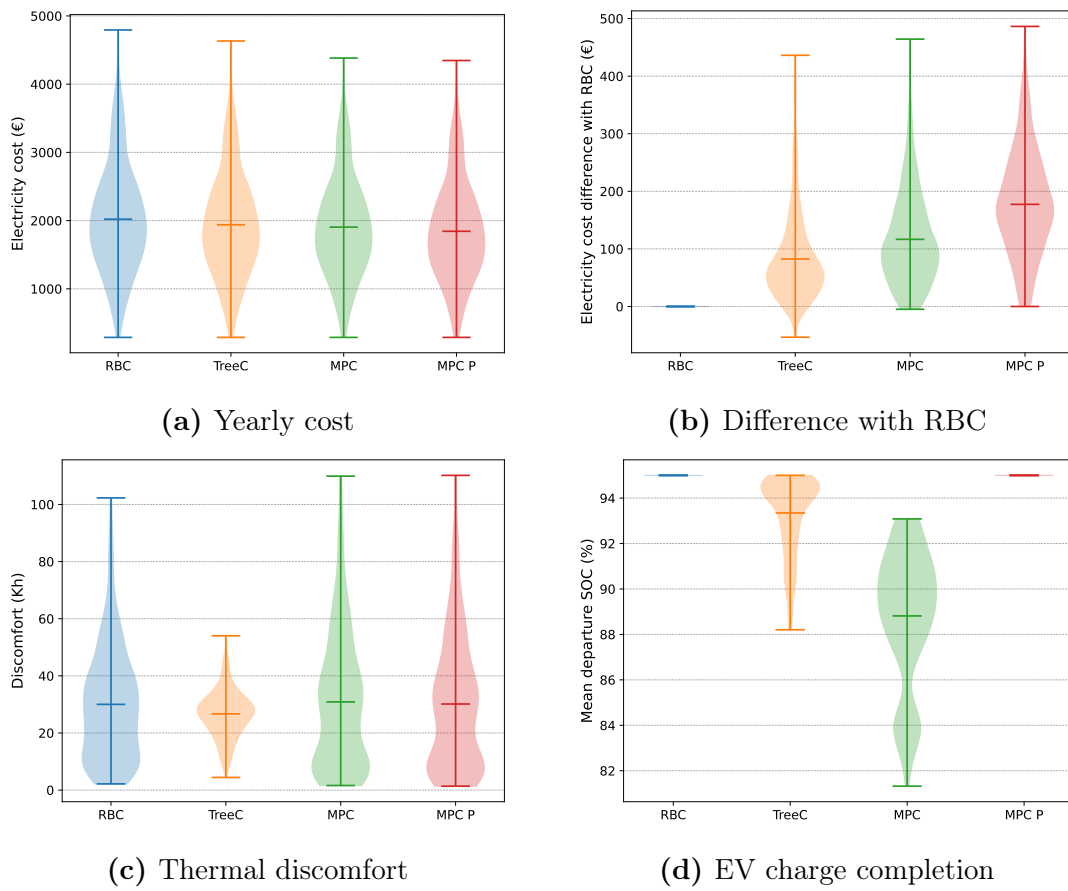 5000
4000
3000
2000
1000
Electricity cost (€)
RBC TreeC MPC MPC P
(a) Yearly cost
500
400
300
200
100
0
Electricity cost difference with RBC (€)
RBC TreeC MPC MPC P
(b) Difference with RBC
100
80
60
40
20
0
Discomfort (Kh)
RBC TreeC MPC MPC P
(c) Thermal discomfort
94
92
90
88
86
84
82
Mean departure SOC (%)
RBC TreeC MPC MPC P
(d) EV charge completion